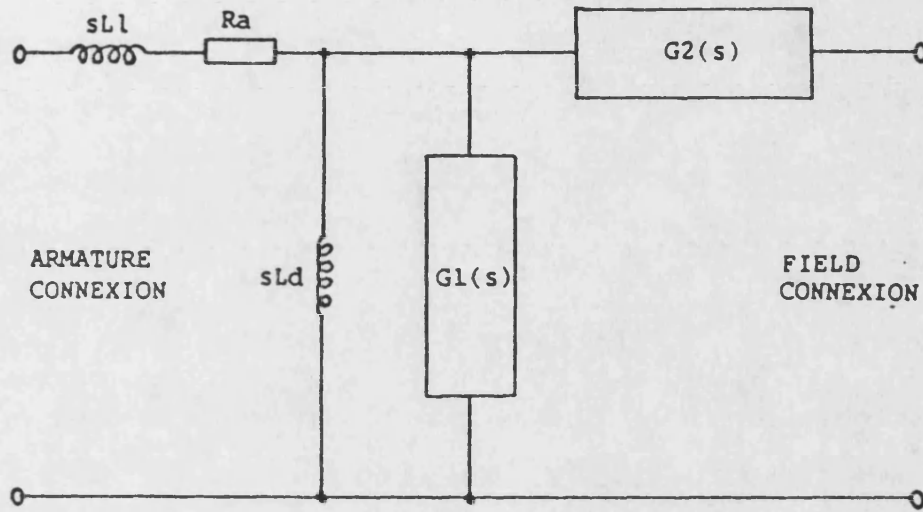 sLl
Ra
G2(s)
ARMATURE
CONNEXION
sLd
G1(s)
FIELD
CONNEXION